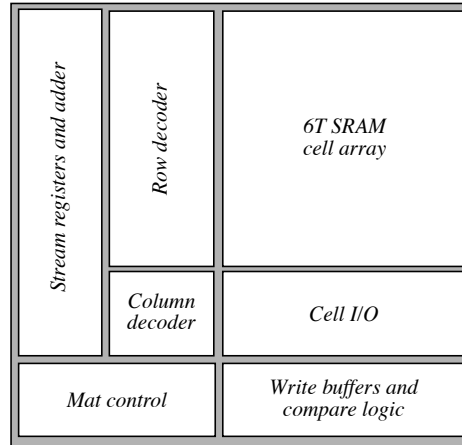 Stream registers and adder
Row decoder
6T SRAM
cell array
Column
decoder
Cell I/O
Mat control
Write buffers and
compare logic